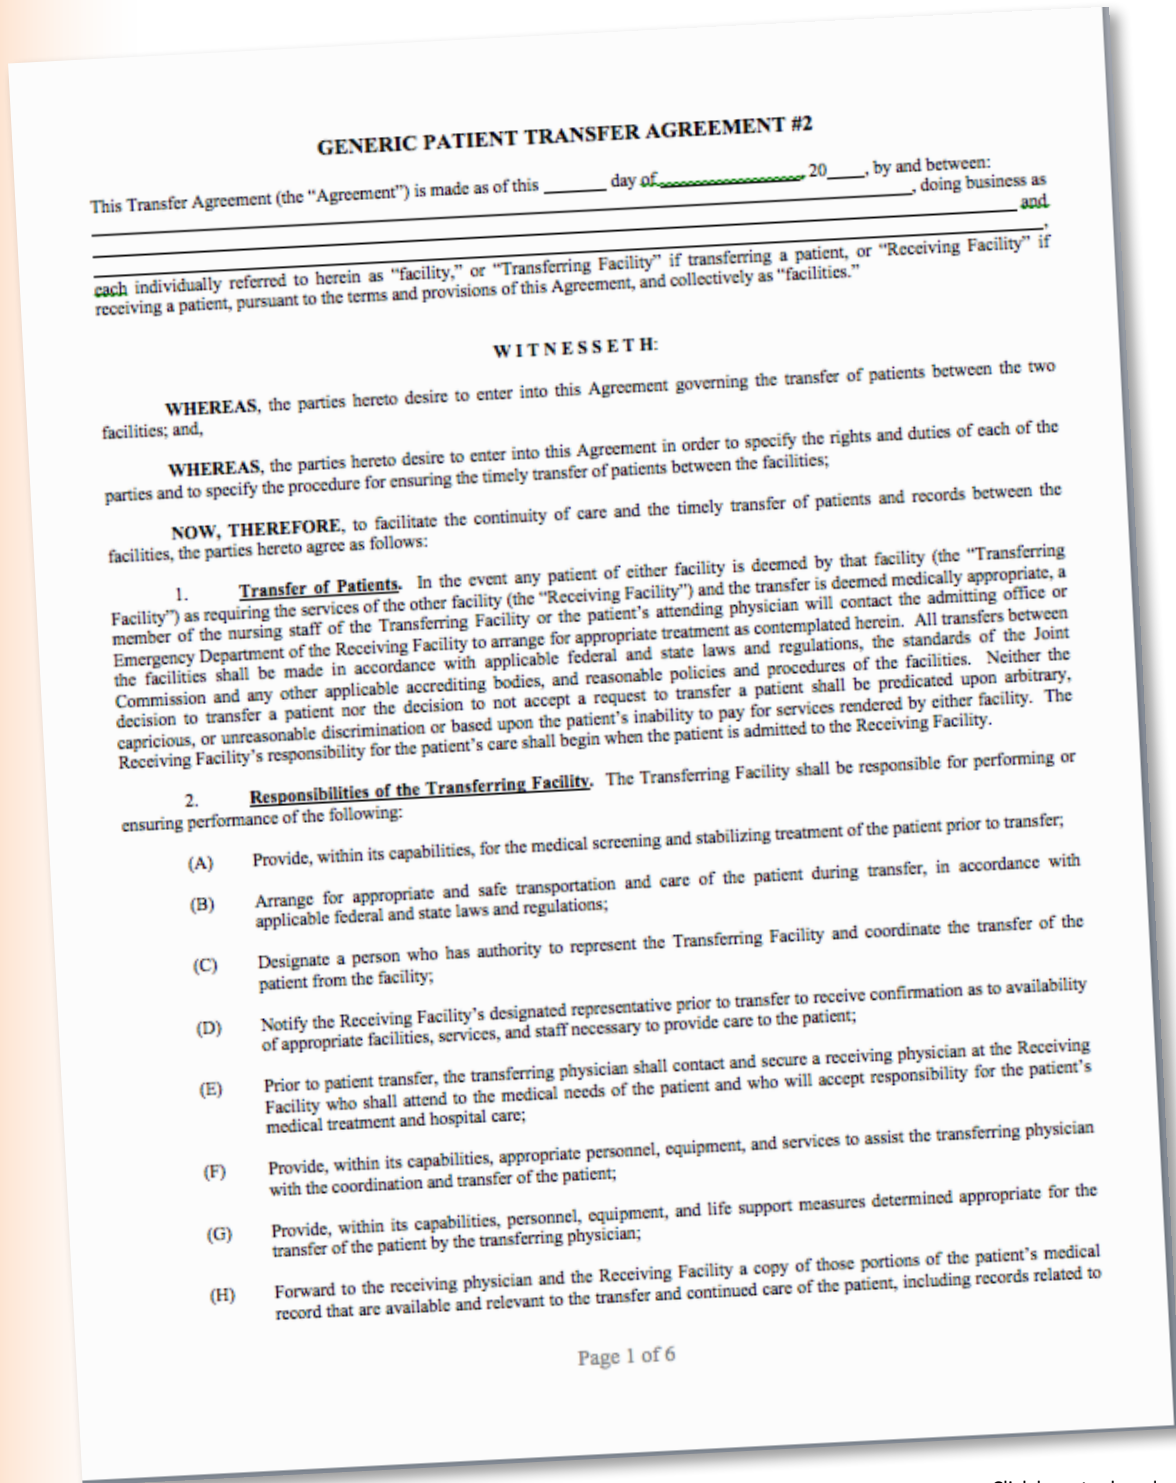 GENERIC PATIENT TRANSFER AGREEMENT #2
This Transfer Agreement (the “Agreement”) is made as of this ______ day of______________, 20____, by and between:
______________________________________________, doing business as
______________________________________________ and
______________________________________________,
each individually referred to herein as “facility,” or “Transferring Facility” if transferring a patient, or “Receiving Facility” if
receiving a patient, pursuant to the terms and provisions of this Agreement, and collectively as “facilities.”
W I T N E S S E T H:
WHEREAS, the parties hereto desire to enter into this Agreement governing the transfer of patients between the two
facilities; and,
WHEREAS, the parties hereto desire to enter into this Agreement in order to specify the rights and duties of each of the
parties and to specify the procedure for ensuring the timely transfer of patients between the facilities;
NOW, THEREFORE, to facilitate the continuity of care and the timely transfer of patients and records between the
facilities, the parties hereto agree as follows:
1. Transfer of Patients. In the event any patient of either facility is deemed by that facility (the “Transferring
Facility”) as requiring the services of the other facility (the “Receiving Facility”) and the transfer is deemed medically appropriate, a
member of the nursing staff of the Transferring Facility or the patient’s attending physician will contact the admitting office or
Emergency Department of the Receiving Facility to arrange for appropriate treatment as contemplated herein. All transfers between
the facilities shall be made in accordance with applicable federal and state laws and regulations, the standards of the Joint
Commission and any other applicable accrediting bodies, and reasonable policies and procedures of the facilities. Neither the
decision to transfer a patient nor the decision to not accept a request to transfer a patient shall be predicated upon arbitrary,
capricious, or unreasonable discrimination or based upon the patient’s inability to pay for services rendered by either facility. The
Receiving Facility’s responsibility for the patient’s care shall begin when the patient is admitted to the Receiving Facility.
2. Responsibilities of the Transferring Facility. The Transferring Facility shall be responsible for performing or
ensuring performance of the following:
(A) Provide, within its capabilities, for the medical screening and stabilizing treatment of the patient prior to transfer;
(B) Arrange for appropriate and safe transportation and care of the patient during transfer, in accordance with
applicable federal and state laws and regulations;
(C) Designate a person who has authority to represent the Transferring Facility and coordinate the transfer of the
patient from the facility;
(D) Notify the Receiving Facility’s designated representative prior to transfer to receive confirmation as to availability
of appropriate facilities, services, and staff necessary to provide care to the patient;
(E) Prior to patient transfer, the transferring physician shall contact and secure a receiving physician at the Receiving
Facility who shall attend to the medical needs of the patient and who will accept responsibility for the patient’s
medical treatment and hospital care;
(F) Provide, within its capabilities, appropriate personnel, equipment, and services to assist the transferring physician
with the coordination and transfer of the patient;
(G) Provide, within its capabilities, personnel, equipment, and life support measures determined appropriate for the
transfer of the patient by the transferring physician;
(H) Forward to the receiving physician and the Receiving Facility a copy of those portions of the patient’s medical
record that are available and relevant to the transfer and continued care of the patient, including records related to
Page 1 of 6